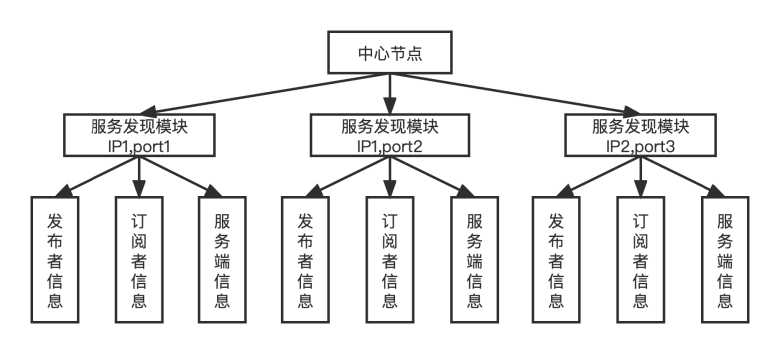 中心节点
服务发现模块
IP1,port1
服务发现模块
IP1,port2
服务发现模块
IP2,port3
发布者信息
订阅者信息
服务端信息
发布者信息
订阅者信息
服务端信息
发布者信息
订阅者信息
服务端信息